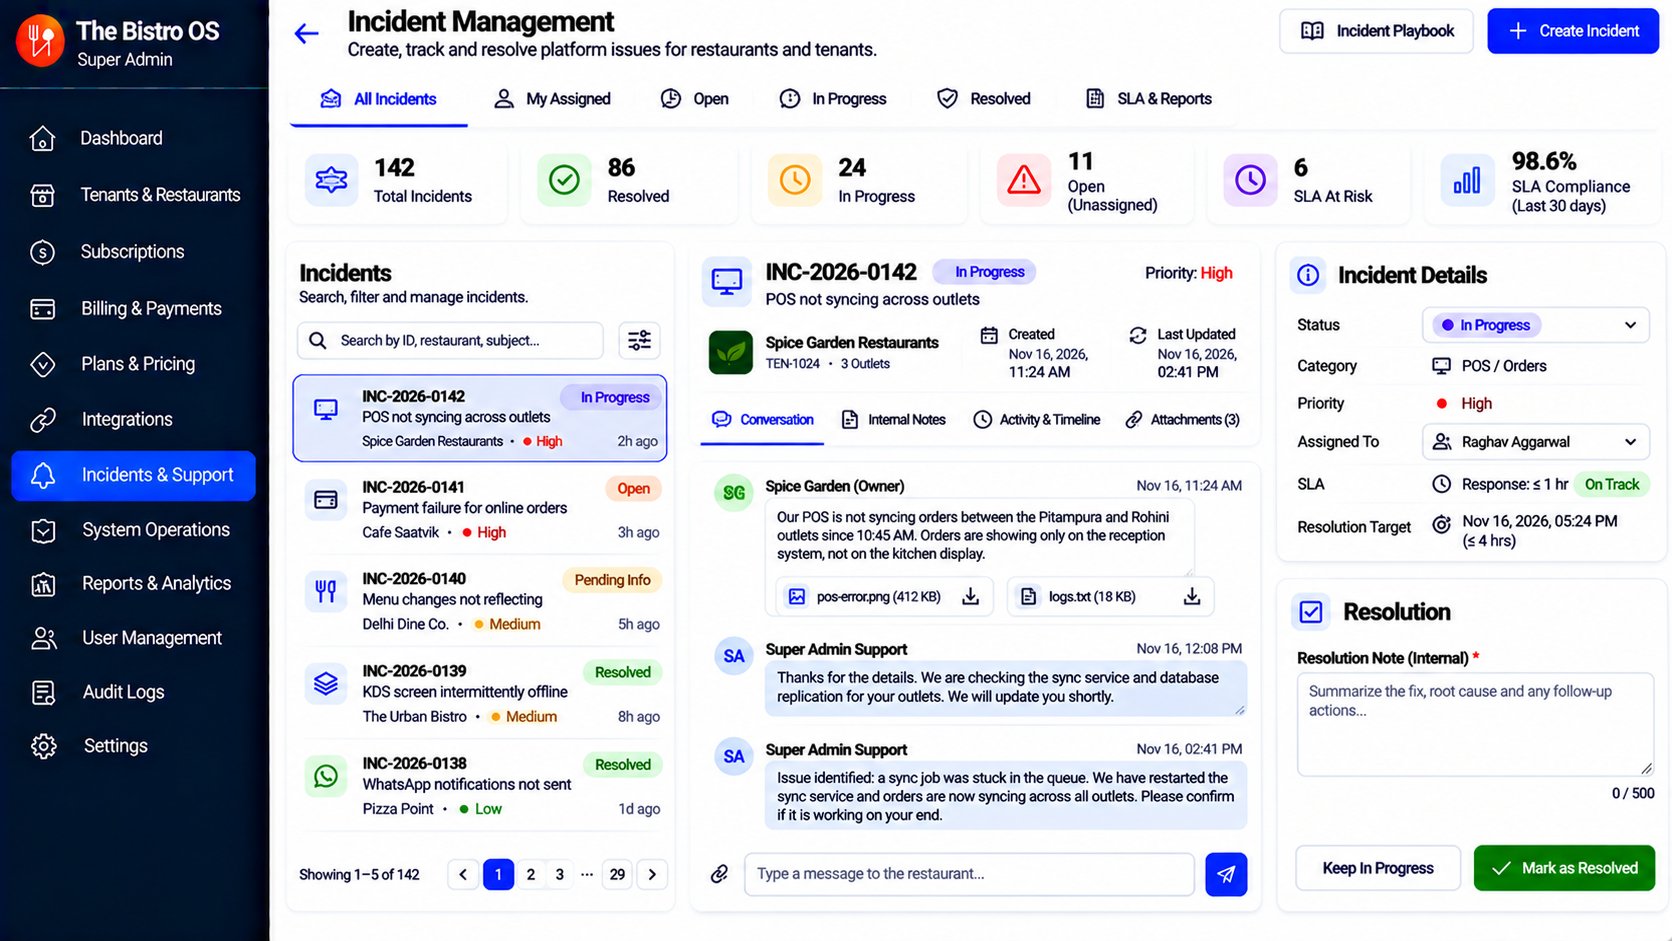 The Bistro OS
Super Admin
Dashboard
Tenants & Restaurants
Subscriptions
Billing & Payments
Plans & Pricing
Integrations
Incidents & Support
System Operations
Reports & Analytics
User Management
Audit Logs
Settings
Incident Management
Create, track and resolve platform issues for restaurants and tenants.
Incident Playbook
Create Incident
All Incidents
My Assigned
Open
In Progress
Resolved
SLA & Reports
142
Total Incidents
86
Resolved
24
In Progress
11
Open
(Unassigned)
6
SLA At Risk
98.6%
SLA Compliance
(Last 30 days)
Incidents
Search, filter and manage incidents.
Search by ID, restaurant, subject...
INC-2026-0142
In Progress
POS not syncing across outlets
Spice Garden Restaurants • High 2h ago
INC-2026-0141
Open
Payment failure for online orders
Cafe Saatvik • High 3h ago
INC-2026-0140
Pending Info
Menu changes not reflecting
Delhi Dine Co. • Medium 5h ago
INC-2026-0139
Resolved
KDS screen intermittently offline
The Urban Bistro • Medium 8h ago
INC-2026-0138
Resolved
WhatsApp notifications not sent
Pizza Point • Low 1d ago
Showing 1–5 of 142
1 2 3 ... 29
INC-2026-0142
In Progress
Priority: High
POS not syncing across outlets
Spice Garden Restaurants
TEN-1024 • 3 Outlets
Created
Nov 16, 2026,
11:24 AM
Last Updated
Nov 16, 2026,
02:41 PM
Conversation
Internal Notes
Activity & Timeline
Attachments (3)
SG
Spice Garden (Owner)
Nov 16, 11:24 AM
Our POS is not syncing orders between the Pitampura and Rohini
outlets since 10:45 AM. Orders are showing only on the reception
system, not on the kitchen display.
pos-error.png (412 KB)
logs.txt (18 KB)
SA
Super Admin Support
Nov 16, 12:08 PM
Thanks for the details. We are checking the sync service and database
replication for your outlets. We will update you shortly.
SA
Super Admin Support
Nov 16, 02:41 PM
Issue identified: a sync job was stuck in the queue. We have restarted the
sync service and orders are now syncing across all outlets. Please confirm
if it is working on your end.
Type a message to the restaurant...
Incident Details
Status
In Progress
Category
POS / Orders
Priority
High
Assigned To
Raghav Aggarwal
SLA
Response: ≤ 1 hr
On Track
Resolution Target
Nov 16, 2026, 05:24 PM
(≤ 4 hrs)
Resolution
Resolution Note (Internal) *
Summarize the fix, root cause and any follow-up
actions...
0 / 500
Keep In Progress
Mark as Resolved